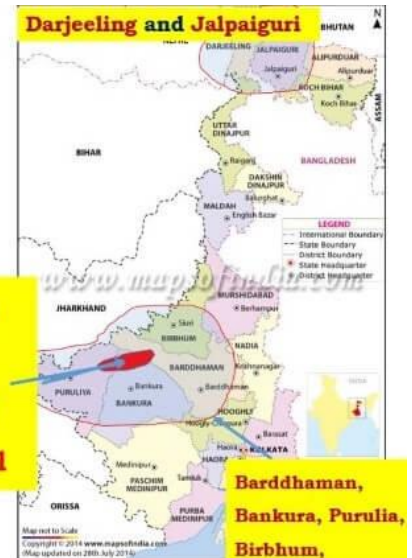 Darjeeling and Jalpaiguri
BHUTAN
N
DARJEELING
JALPAIGURI
ALIPURDUAR
Jalpaiguri
Alipurduar
KOCH BIHAR
Koch Bihar
ASSAM
UTTAR
DINAJPUR
BIHAR
Raiganj
BANGLADESH
DAKSHIN
DINAJPUR
Balurghat
MALDAH
English Bazar
LEGEND
International Boundary
State Boundary
District Boundary
State Headquarter
District Headquarter
www.mapsofindia.com
JHARKHAND
MURSHIDABAD
Berhampur
Siuri
BIRBHUM
NADIA
Krishnanagar
BARDDHAMAN
INDIA
PURULIYA
Bankura
Barddhaman
BANKURA
HOOGHLY
Barasat
KOLKATA
Medinipur
Tamluk
PASCHIM
MEDINIPUR
ORISSA
PURBA
MEDINIPUR
Map not to Scale
Copyright © 2014 www.mapsofindia.com
(Map updated on 28th July 2014)
Barddhaman,
Bankura, Purulia,
Birbhum,